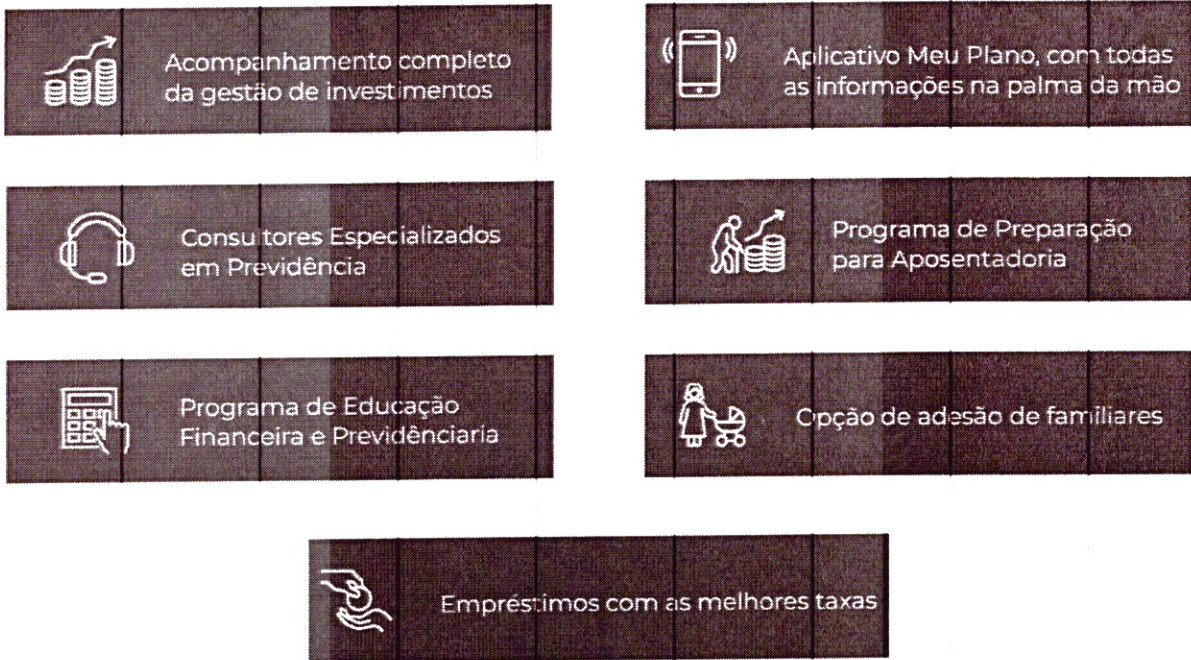 Acompanhamento completo
da gestão de investimentos
Aplicativo Meu Plano, com todas
as informações na palma da mão
Consultores Especializados
em Previdência
Programa de Preparação
para Aposentadoria
Programa de Educação
Financeira e Previdênciaria
Opção de adesão de familiares
Empréstimos com as melhores taxas